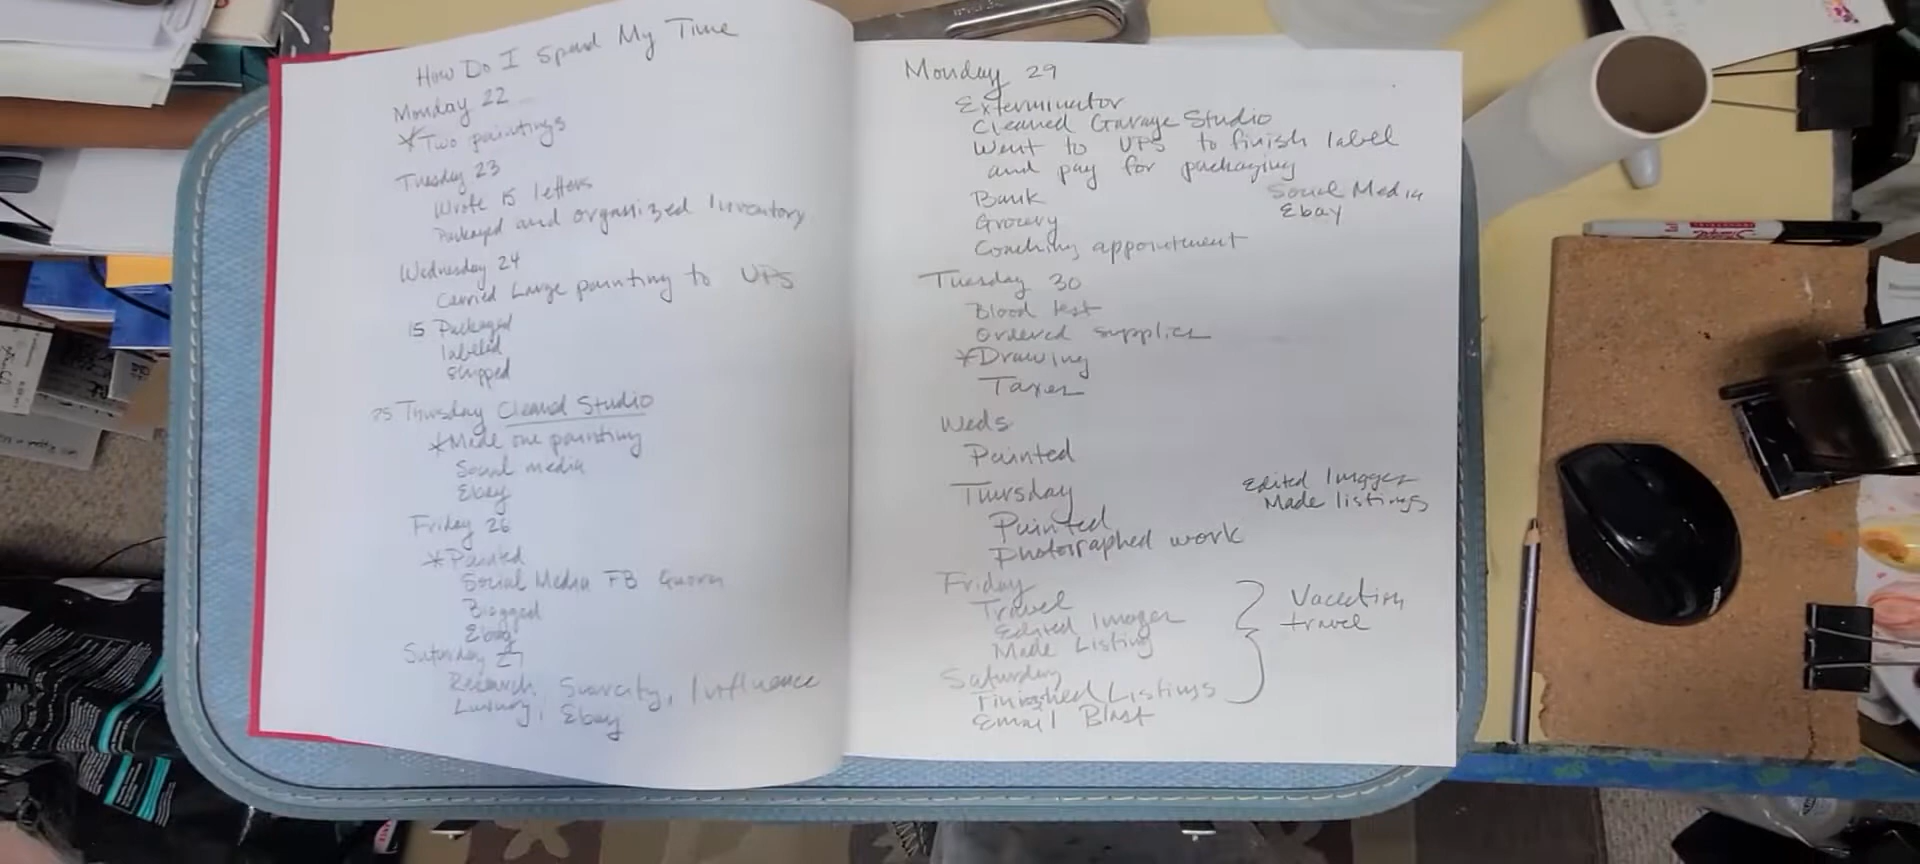 How Do I Spend My Time
Monday 22
*Two paintings
Tuesday 23
Wrote 15 letters
Packaged and organized Inventory
Wednesday 24
Carried Large painting to UPS
15 Packaged
labeled
shipped
25 Thursday Cleaned Studio
*Made one painting
Social media
Ebay
Friday 26
*Painted
Social Media FB Quora
Blogged
Ebay
Saturday 27
Research, Scarcity, Influence
Luxury, Ebay
Monday 29
Exterminator
Cleaned Garage Studio
Went to UPS to finish label
and pay for packaging
Bank
Grocery
Coaching appointment
Social Media
Ebay
Tuesday 30
Blood test
Ordered supplies
*Drawing
Taxes
Weds
Painted
Thursday
Painted
Photographed work
Edited Images
Made listings
Friday
Travel
Edited Images
Made Listing
Saturday
Finished Listings
Email Blast
Vacation
travel